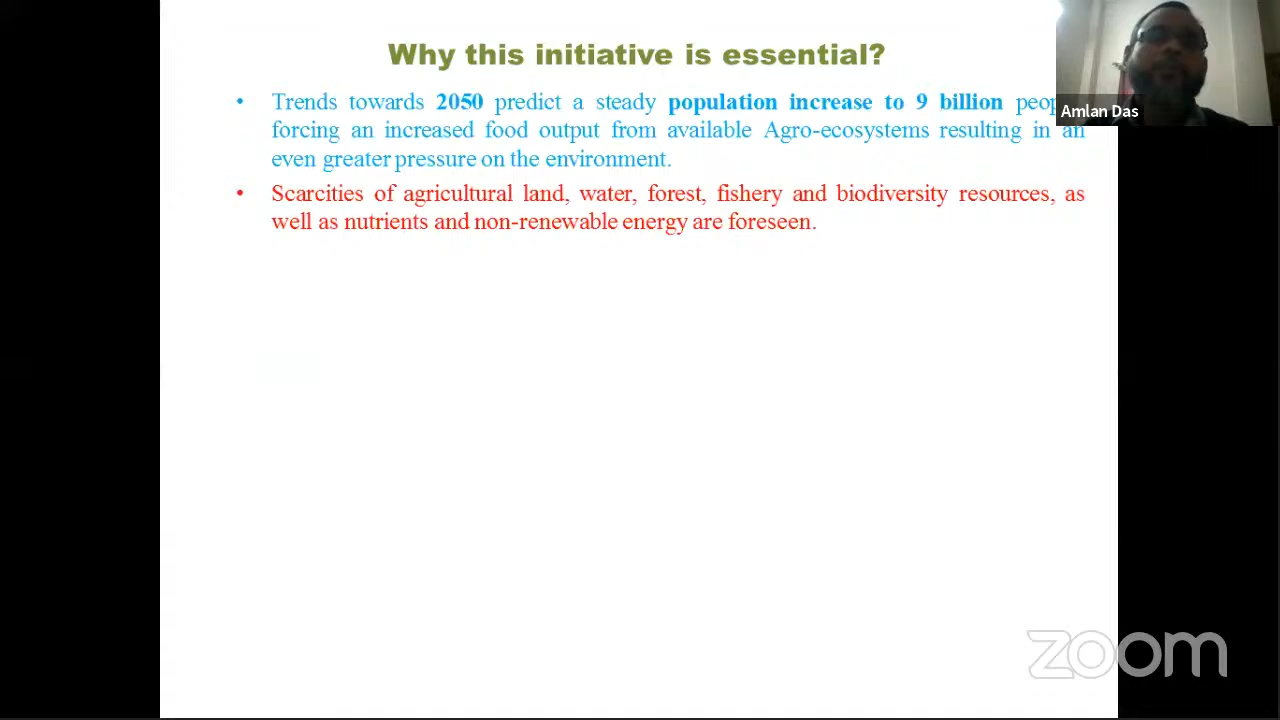 Why this initiative is essential?
• Trends towards 2050 predict a steady population increase to 9 billion
forcing an increased food output from available Agro-ecosystems resulting in an
even greater pressure on the environment.
• Scarcities of agricultural land, water, forest, fishery and biodiversity resources, as
well as nutrients and non-renewable energy are foreseen.
Amlan Das
zoom